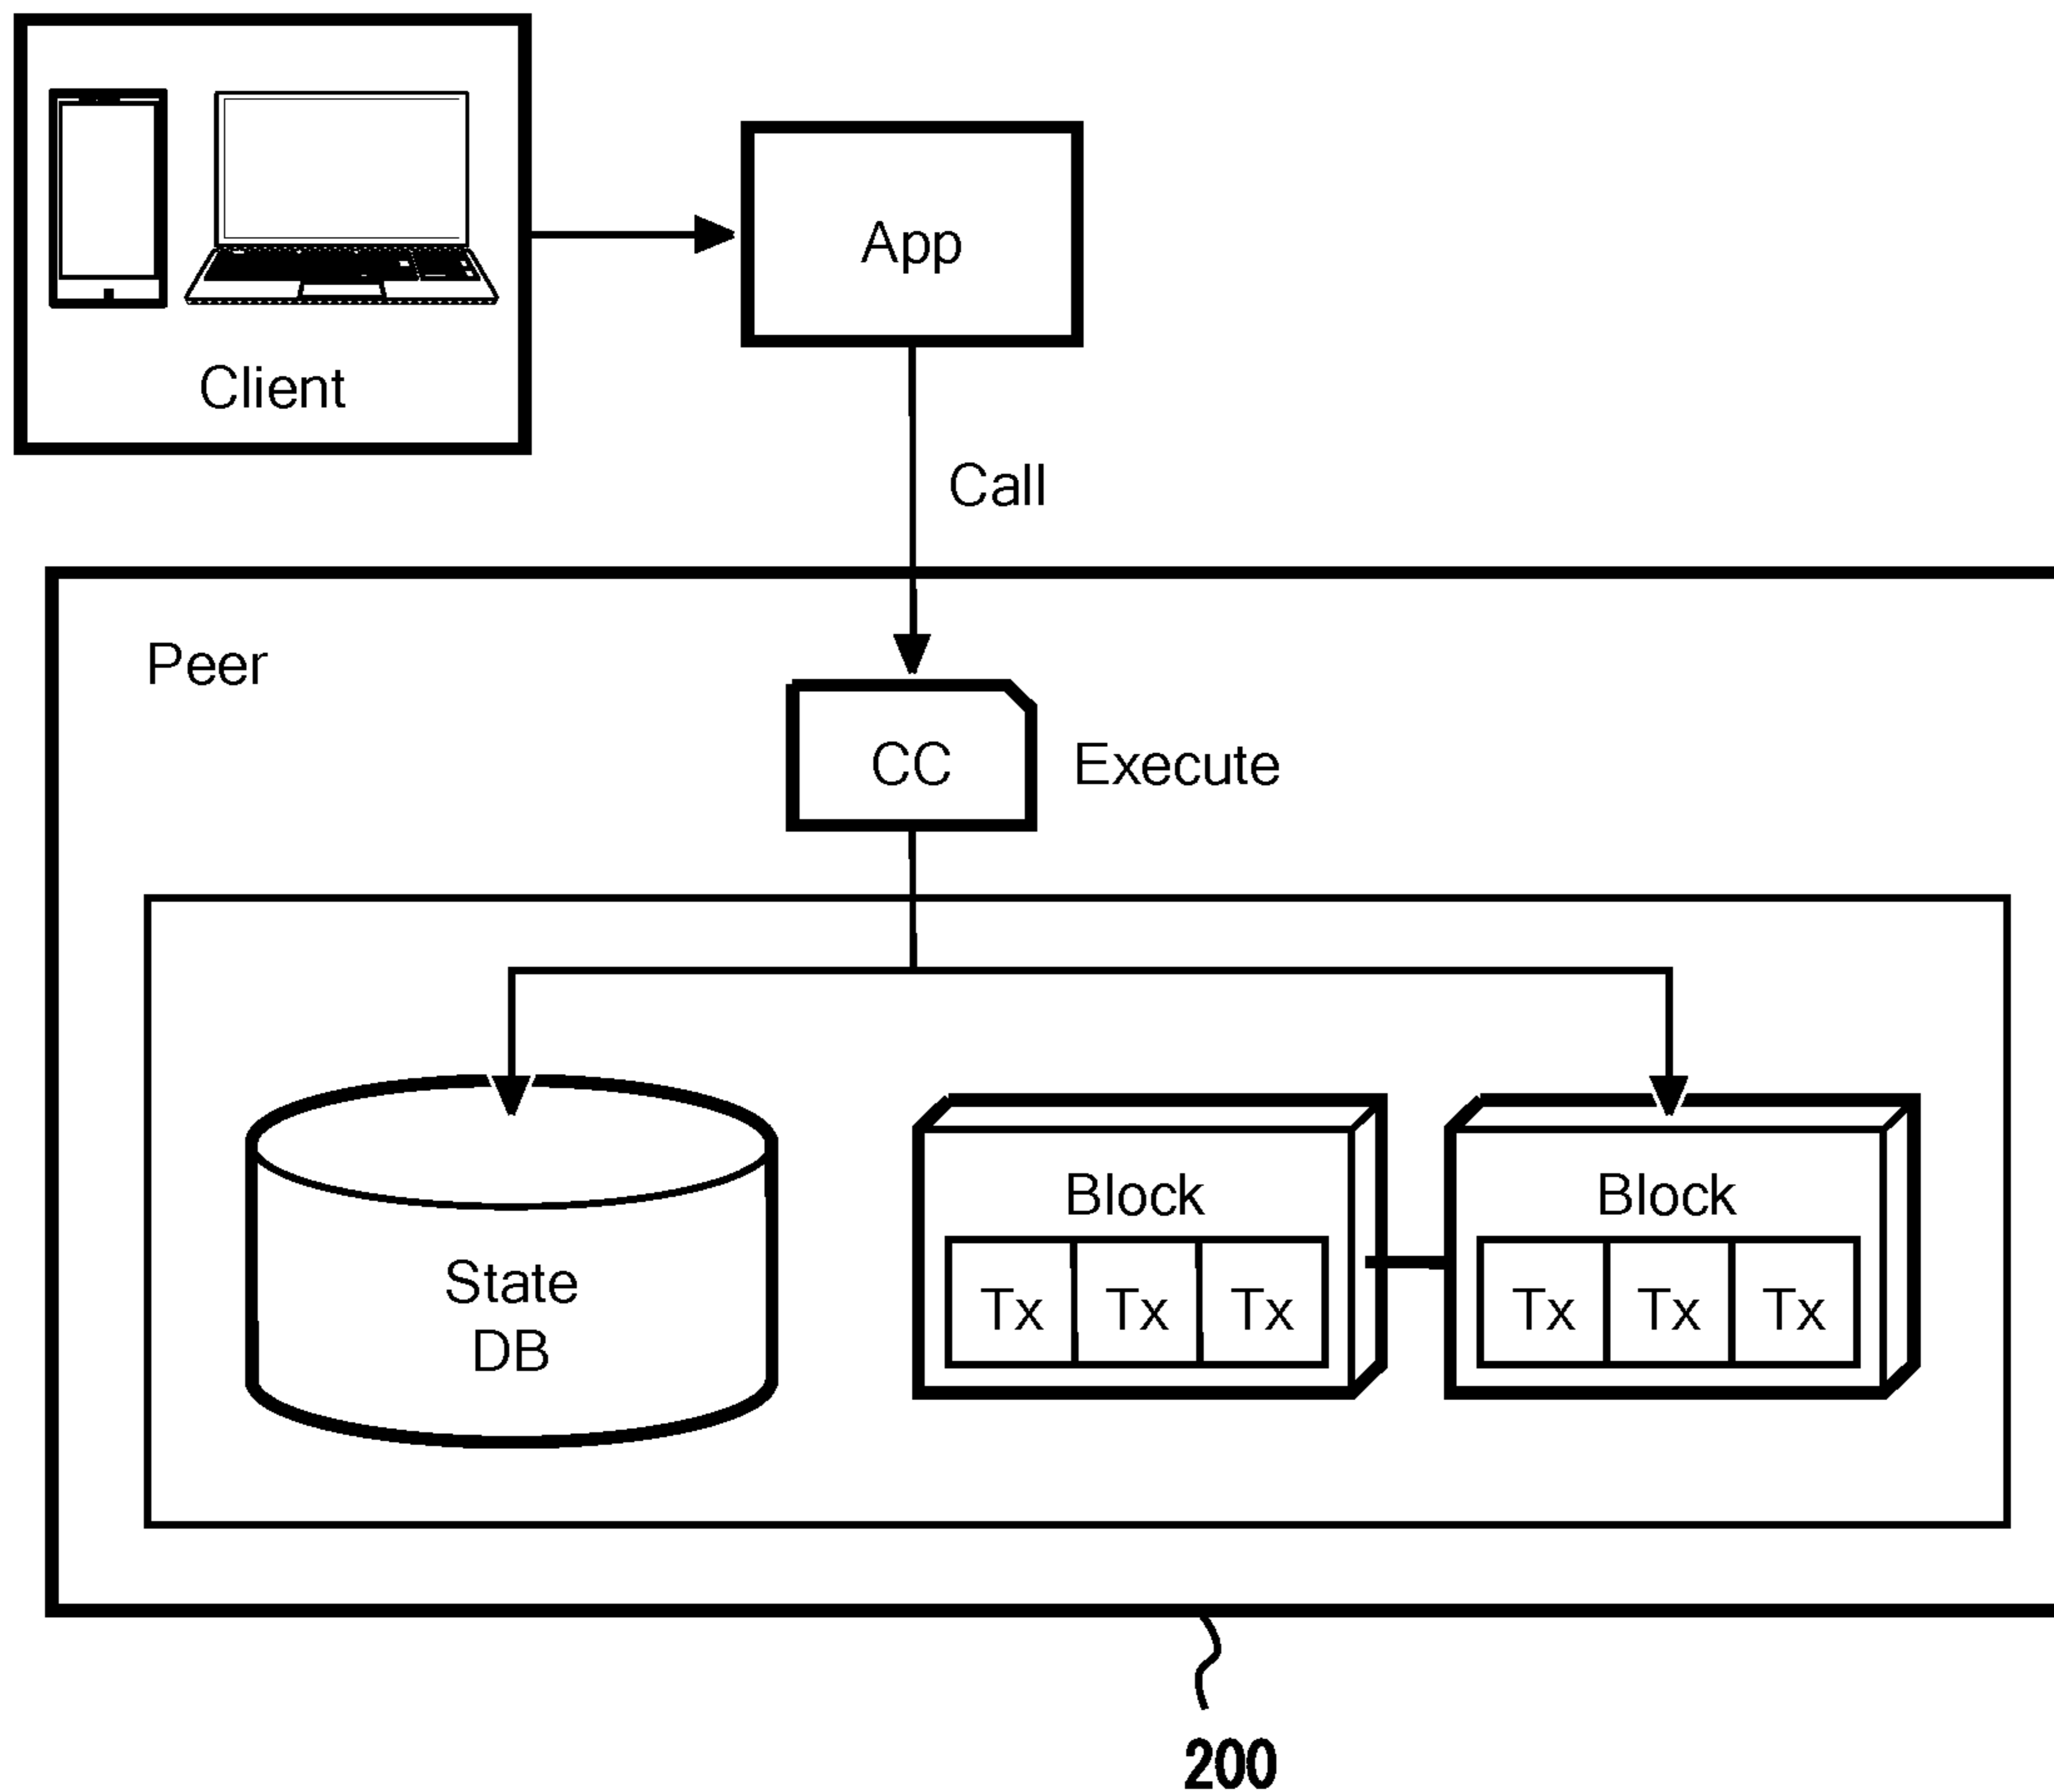 App
Client
Call
Peer
CC
Execute
Block
Block
State
DB
Tx
Tx
Tx
Tx
Tx
Tx
200